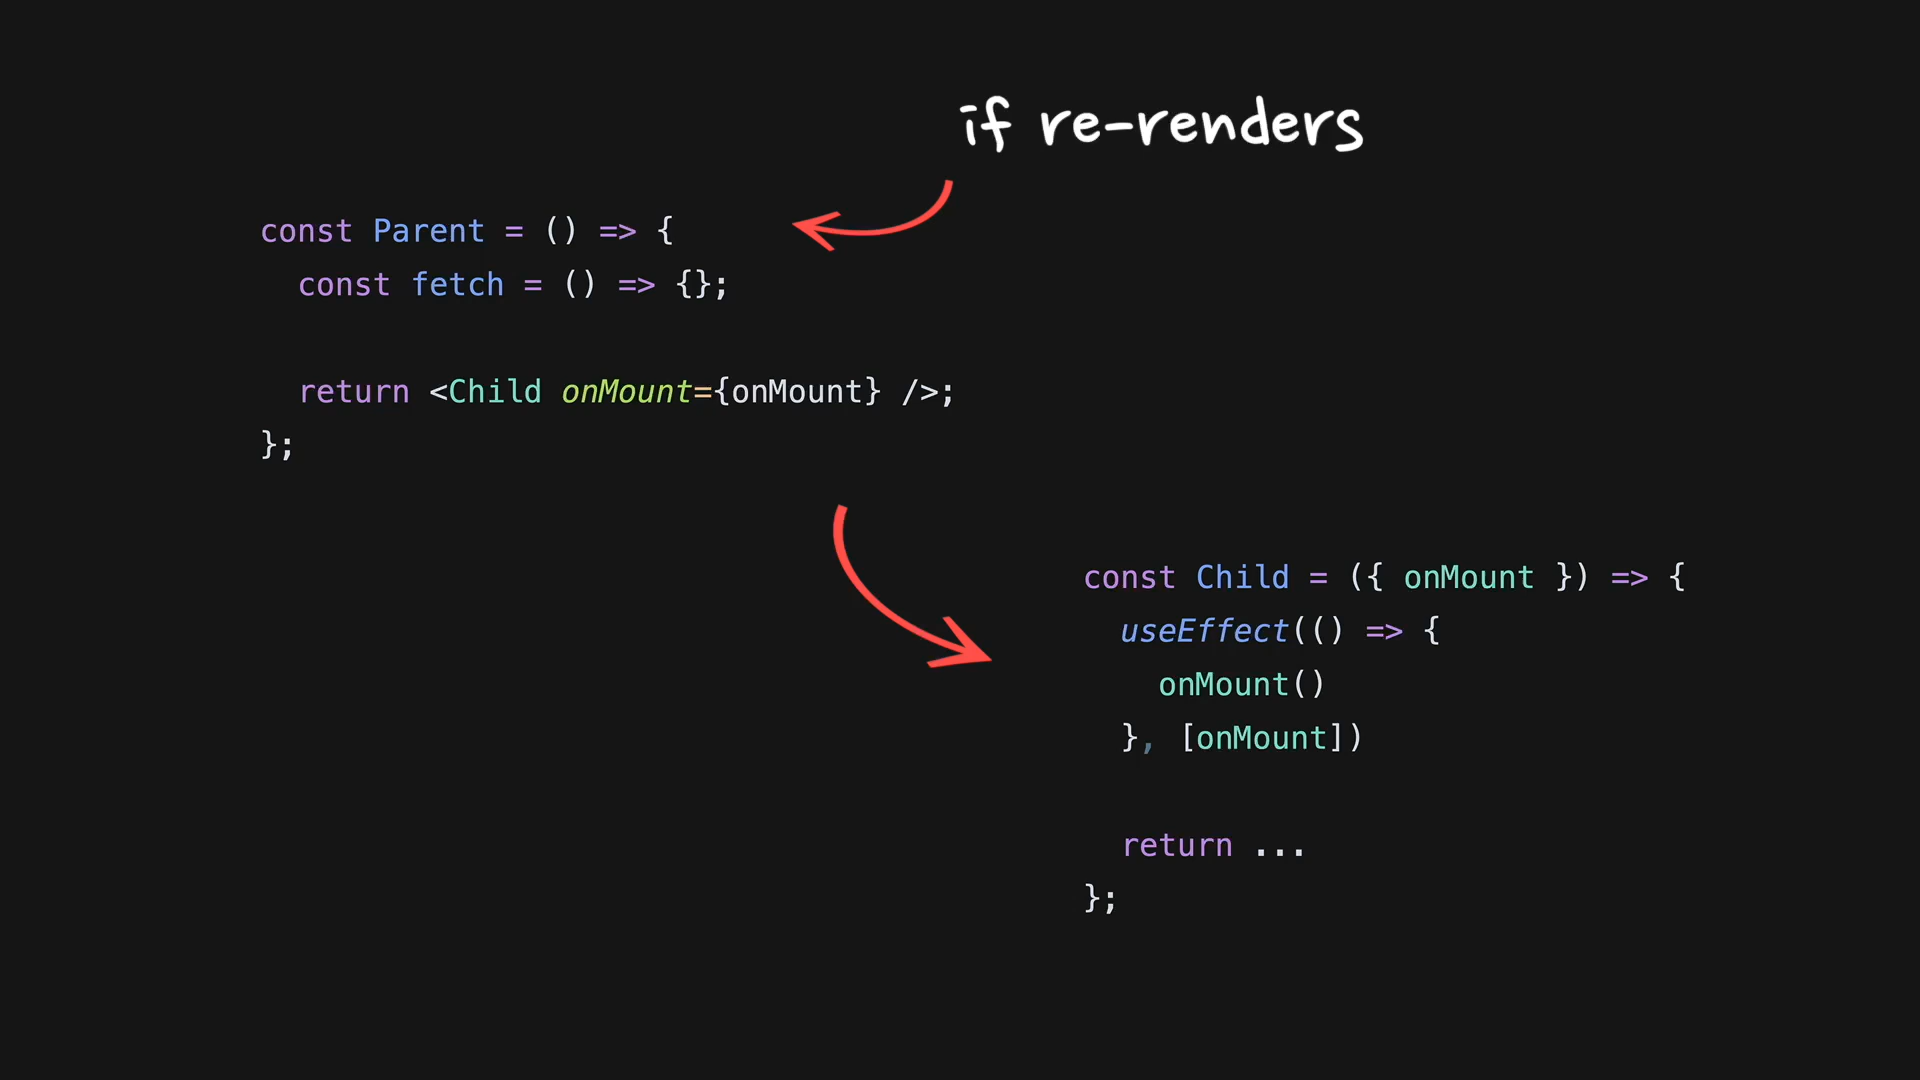 if re-renders
const Parent = () => {
  const fetch = () => {};
  return <Child onMount={onMount} />;
};
const Child = ({ onMount }) => {
  useEffect(() => {
    onMount()
  }, [onMount])
  return ...
};